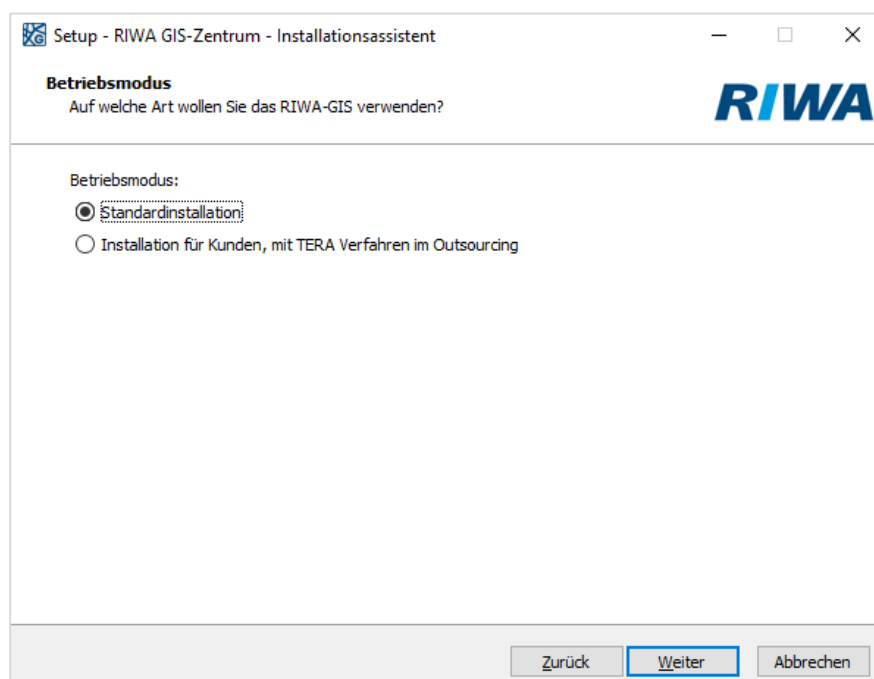 Setup - RIWA GIS-Zentrum - Installationsassistent
Betriebsmodus
Auf welche Art wollen Sie das RIWA-GIS verwenden?
RIWA
Betriebsmodus:
Standardinstallation
Installation für Kunden, mit TERA Verfahren im Outsourcing
Zurück Weiter Abbrechen